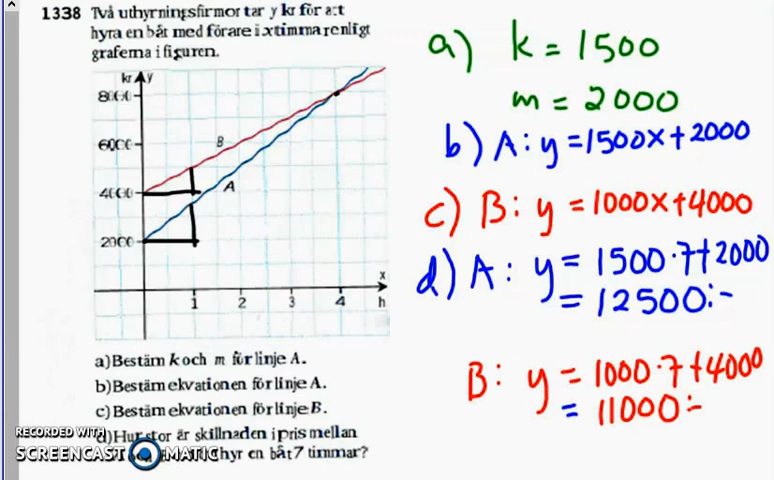 1338 Två uthyrningsfirmor tar y kr för att
hyra en båt med förare i x timmar enligt
graferna i figuren.
kr y
8000
6000
4000
2000
B
A
x
1 2 3 4 h
a) Bestäm k och m för linje A.
b) Bestäm ekvationen för linje A.
c) Bestäm ekvationen för linje B.
d) Hur stor är skillnaden i pris mellan
hyr en båt 7 timmar?
RECORDED WITH
SCREENCAST MATIC
a) k = 1500
m = 2000
b) A: y = 1500x + 2000
c) B: y = 1000x + 4000
d) A: y = 1500·7+2000
= 12500:-
B: y = 1000·7+4000
= 11000:-